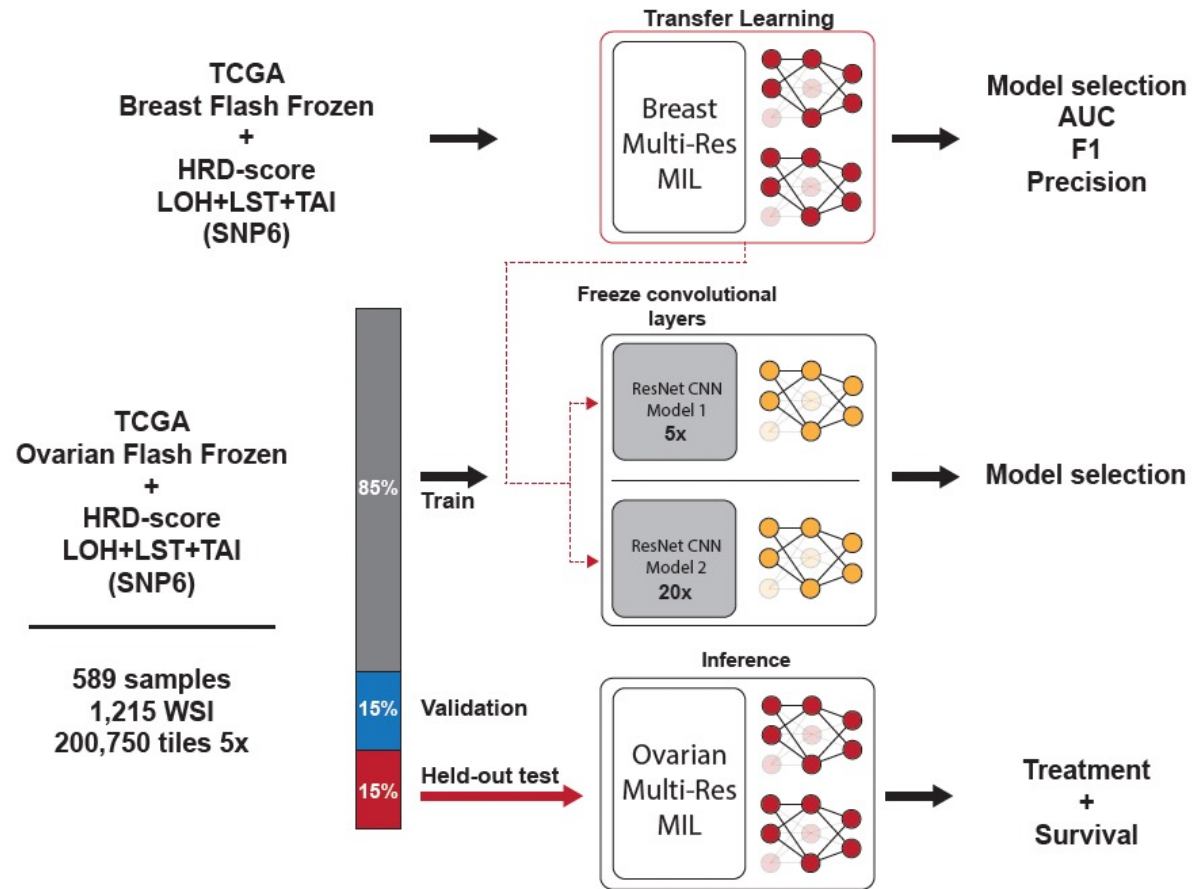 Transfer Learning
TCGA
Breast Flash Frozen
+
HRD-score
LOH+LST+TAI
(SNP6)
Breast
Multi-Res
MIL
Model selection
AUC
F1
Precision
Freeze convolutional
layers
TCGA
Ovarian Flash Frozen
+
HRD-score
LOH+LST+TAI
(SNP6)
589 samples
1,215 WSI
200,750 tiles 5x
85%
Train
ResNet CNN
Model 1
5x
ResNet CNN
Model 2
20x
Model selection
15%
Validation
15%
Held-out test
Inference
Ovarian
Multi-Res
MIL
Treatment
+
Survival